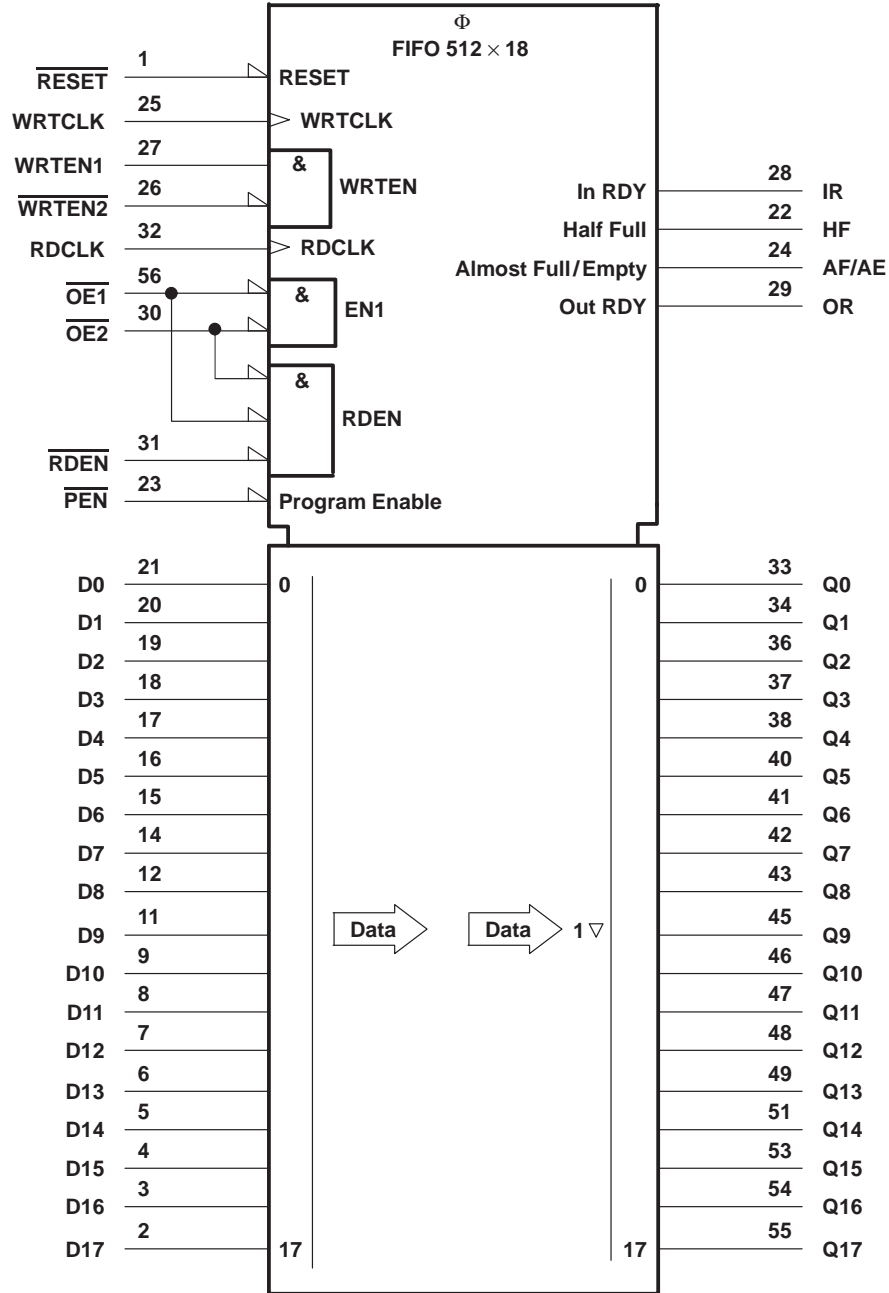 Φ
FIFO 512 × 18
RESET 1 RESET
WRTCLK 25 WRTCLK
WRTEN1 27 &
WRTEN
WRTEN2 26
RDCLK 32 RDCLK
OE1 56 &
EN1
OE2 30
&
RDEN
RDEN 31
PEN 23 Program Enable
In RDY 28 IR
Half Full 22 HF
Almost Full/Empty 24 AF/AE
Out RDY 29 OR
D0 21 0 0 33 Q0
D1 20 34 Q1
D2 19 36 Q2
D3 18 37 Q3
D4 17 38 Q4
D5 16 40 Q5
D6 15 41 Q6
D7 14 42 Q7
D8 12 43 Q8
D9 11 Data Data 1 ▽ 45 Q9
D10 9 46 Q10
D11 8 47 Q11
D12 7 48 Q12
D13 6 49 Q13
D14 5 51 Q14
D15 4 53 Q15
D16 3 54 Q16
D17 2 17 17 55 Q17